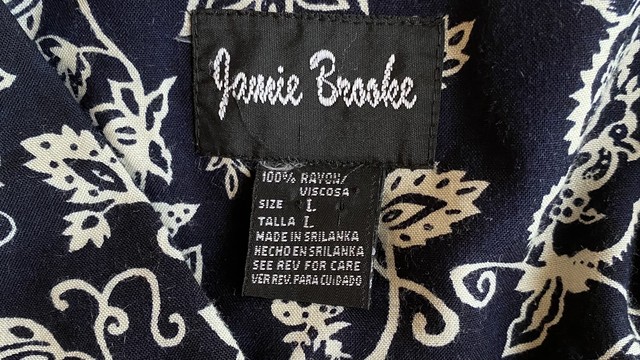 Jamie Brooke
100% RAYON/
VISCOSA
SIZE L
TALLA L
MADE IN SRILANKA
HECHO EN SRILANKA
SEE REV FOR CARE
VER REV. PARA CUIDADO